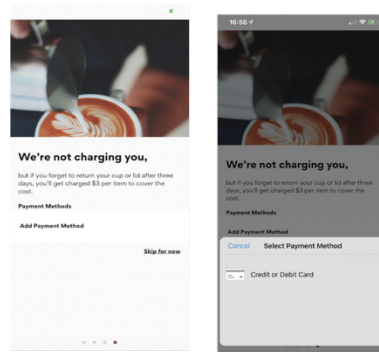 We're not charging you,
but if you forget to return your cup or lid after three
days, you'll get charged $3 per item to cover the
cost.
Payment Methods
Add Payment Method
Skip for now
16:56
We're not charging you,
but if you forget to return your cup or lid after three
days, you'll get charged $3 per item to cover the
cost.
Payment Methods
Add Payment Method
Cancel Select Payment Method
Credit or Debit Card